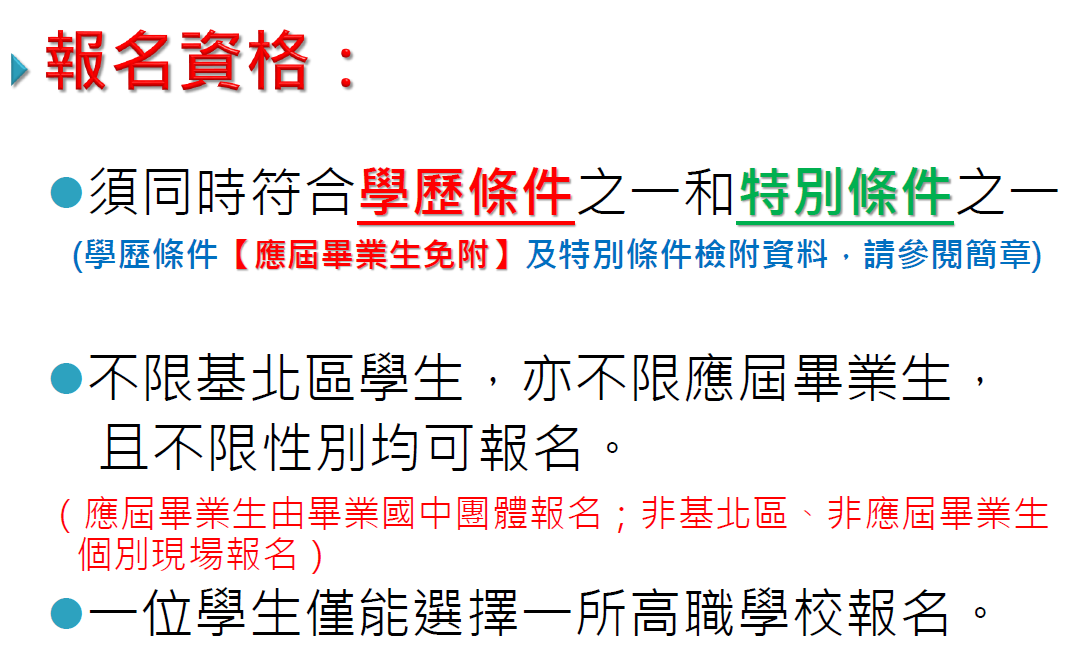 報名資格：
須同時符合學歷條件之一和特別條件之一
(學歷條件【應屆畢業生免附】及特別條件檢附資料，請參閱簡章)
不限基北區學生，亦不限應屆畢業生，
且不限性別均可報名。
（應屆畢業生由畢業國中團體報名；非基北區、非應屆畢業生
個別現場報名）
一位學生僅能選擇一所高職學校報名。